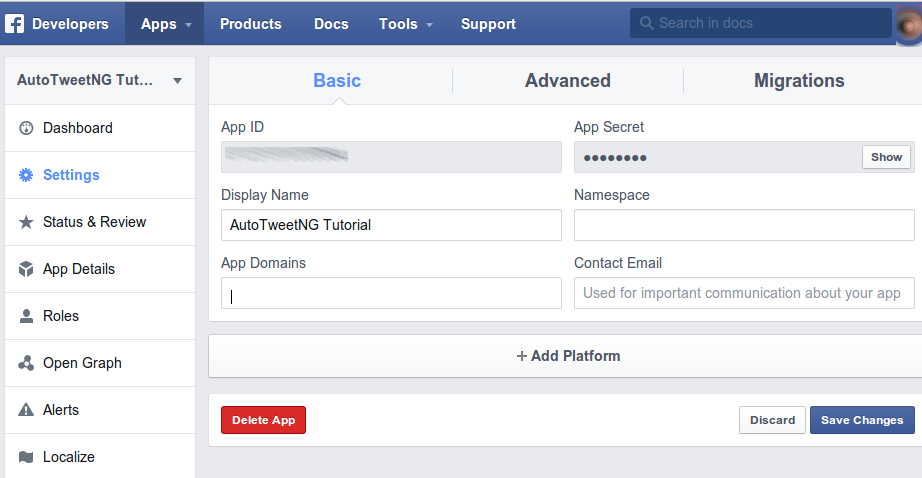 f Developers Apps Products Docs Tools Support Search in docs
AutoTweetNG Tut...
Dashboard
Settings
Status & Review
App Details
Roles
Open Graph
Alerts
Localize
Basic Advanced Migrations
App ID App Secret
●●●●●●●● Show
Display Name Namespace
AutoTweetNG Tutorial
App Domains Contact Email
Used for important communication about your app
+ Add Platform
Delete App Discard Save Changes